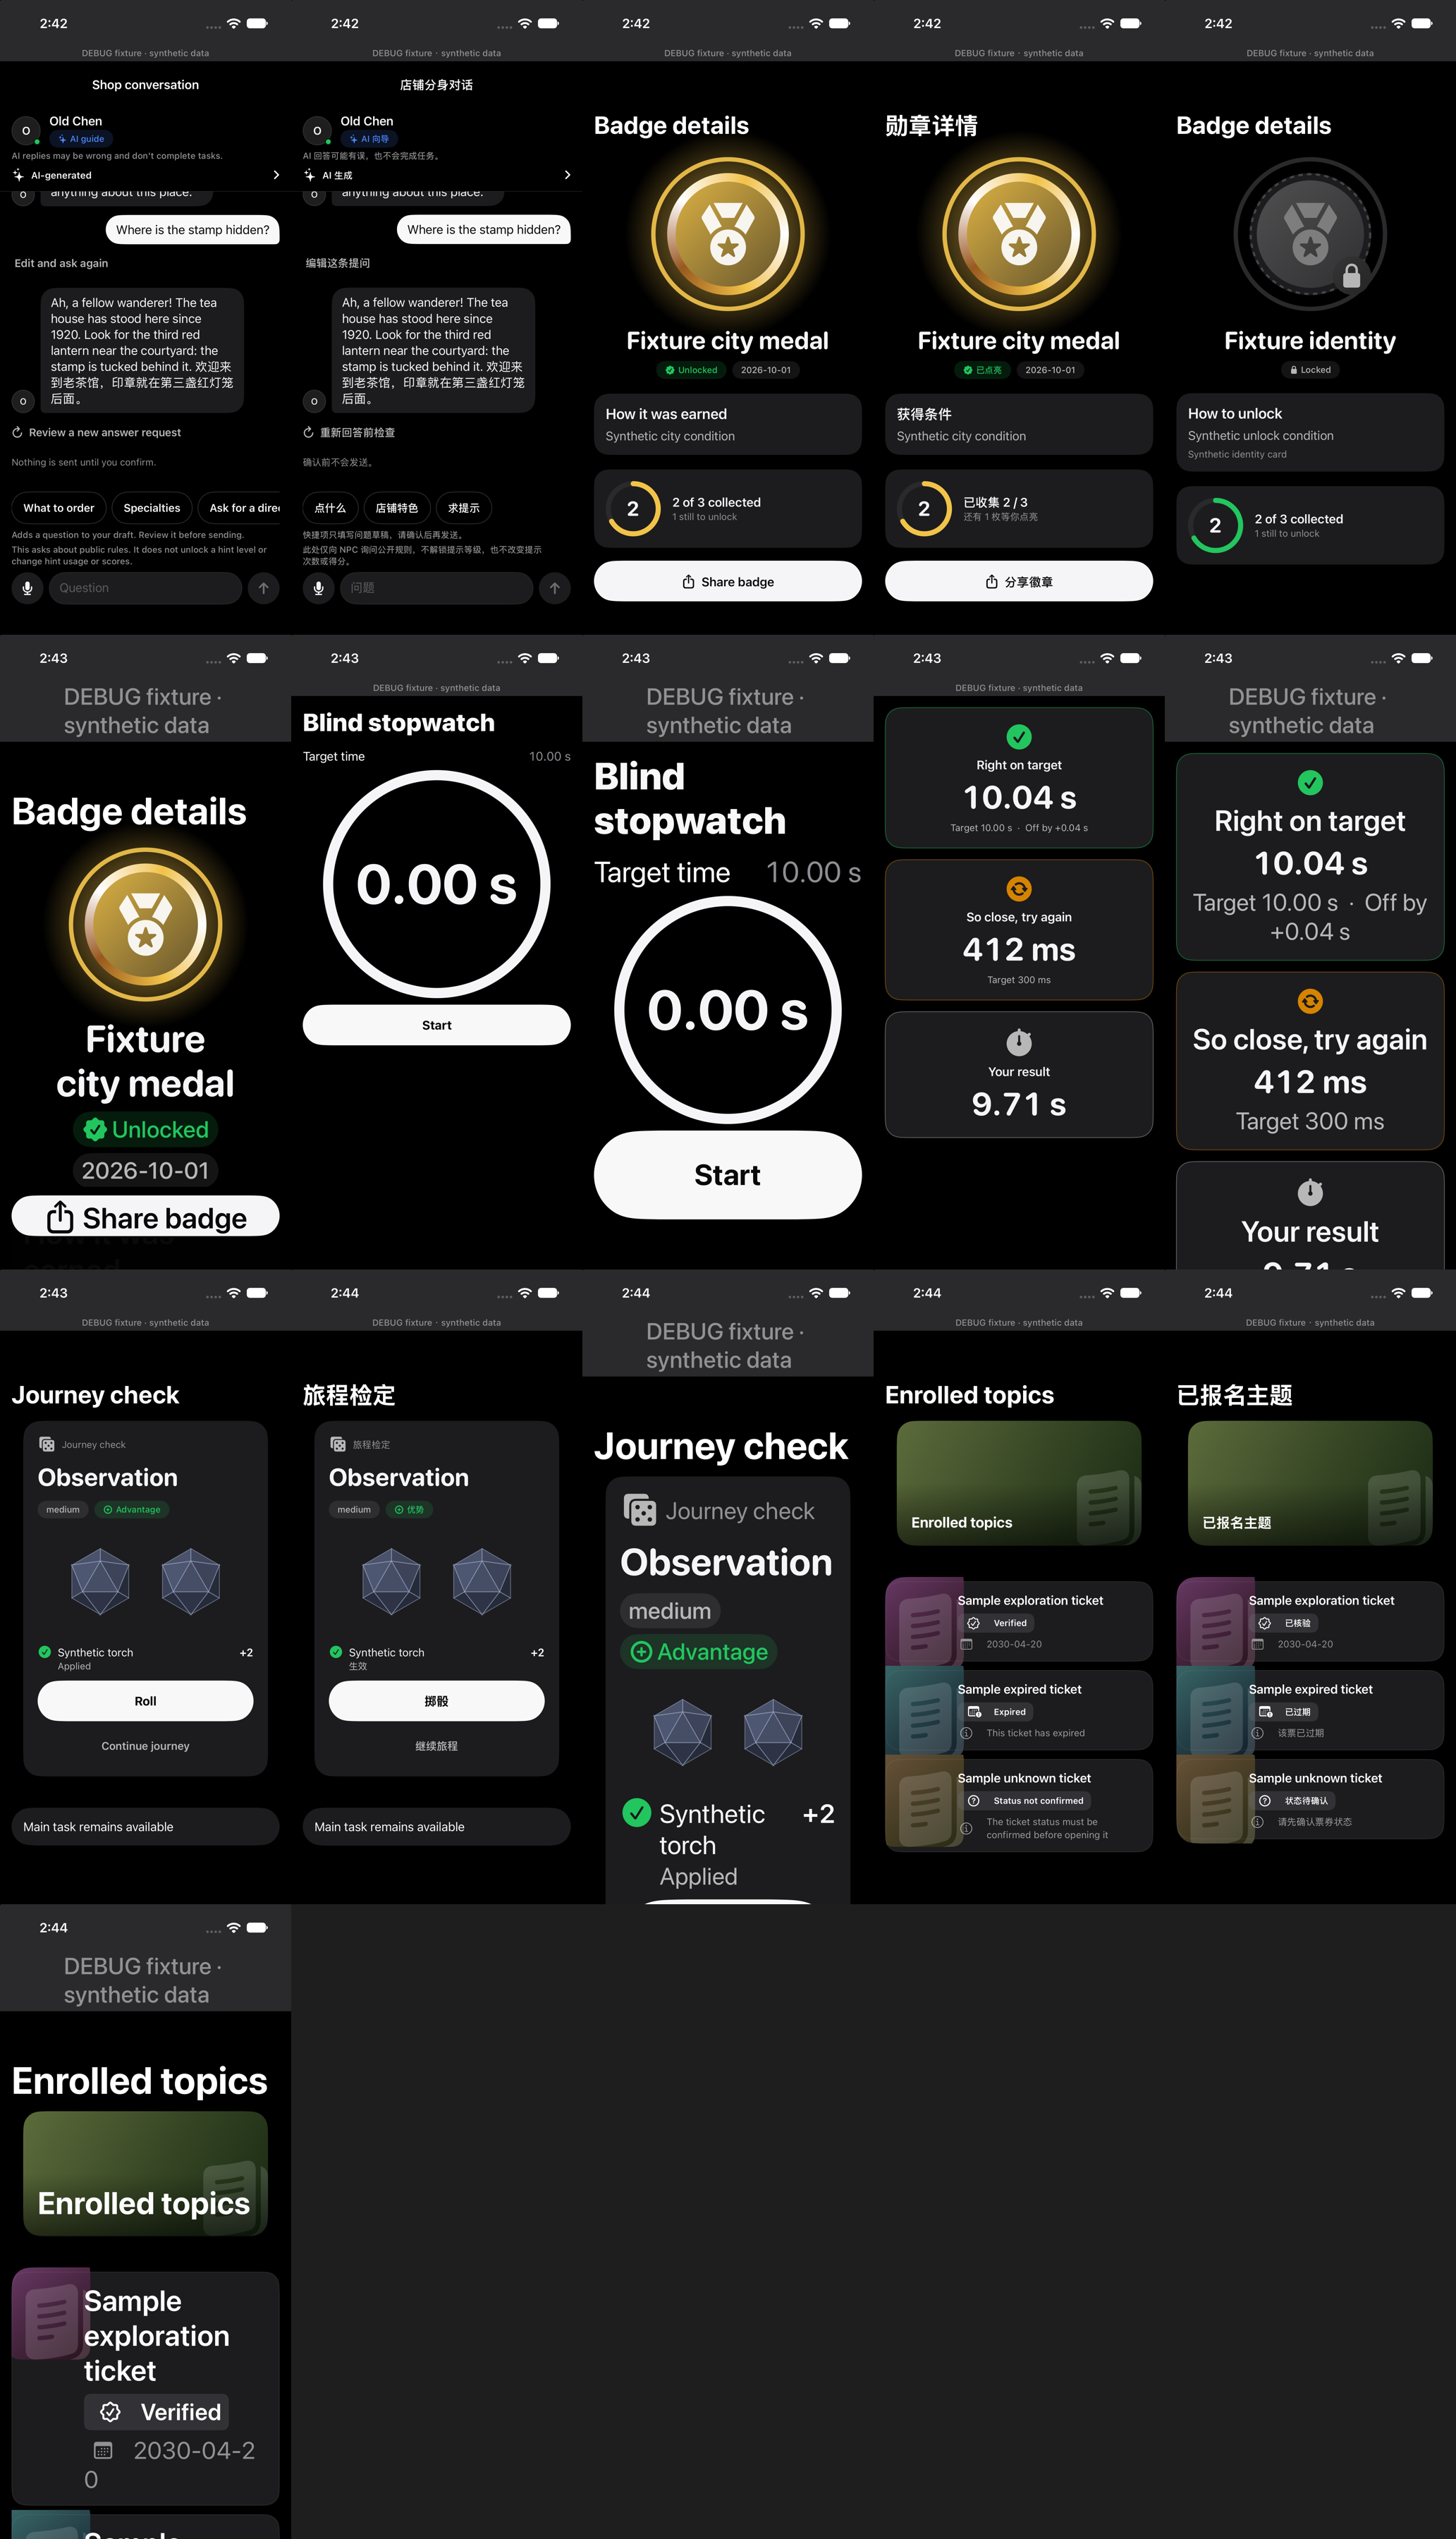 2:42
DEBUG fixture · synthetic data
Shop conversation
O
Old Chen
AI guide
AI replies may be wrong and don't complete tasks.
AI-generated
O
anything about this place.
Where is the stamp hidden?
Edit and ask again
Ah, a fellow wanderer! The tea
house has stood here since
1920. Look for the third red
lantern near the courtyard: the
stamp is tucked behind it. 欢迎来
到老茶馆，印章就在第三盏红灯笼
后面。
O
Review a new answer request
Nothing is sent until you confirm.
What to order
Specialties
Ask for a direc
Adds a question to your draft. Review it before sending.
This asks about public rules. It does not unlock a hint level or
change hint usage or scores.
Question
2:42
DEBUG fixture · synthetic data
店铺分身对话
O
Old Chen
AI 向导
AI 回答可能有误，也不会完成任务。
AI 生成
O
anything about this place.
Where is the stamp hidden?
编辑这条提问
Ah, a fellow wanderer! The tea
house has stood here since
1920. Look for the third red
lantern near the courtyard: the
stamp is tucked behind it. 欢迎来
到老茶馆，印章就在第三盏红灯笼
后面。
O
重新回答前检查
确认前不会发送。
点什么
店铺特色
求提示
快捷项只填写问题草稿，请确认后再发送。
此处仅向 NPC 询问公开规则，不解锁提示等级，也不改变提示
次数或得分。
问题
2:42
DEBUG fixture · synthetic data
Badge details
Fixture city medal
Unlocked
2026-10-01
How it was earned
Synthetic city condition
2
2 of 3 collected
1 still to unlock
Share badge
2:42
DEBUG fixture · synthetic data
勋章详情
Fixture city medal
已点亮
2026-10-01
获得条件
Synthetic city condition
2
已收集 2 / 3
还有 1 枚等你点亮
分享徽章
2:42
DEBUG fixture · synthetic data
Badge details
Fixture identity
Locked
How to unlock
Synthetic unlock condition
Synthetic identity card
2
2 of 3 collected
1 still to unlock
2:43
DEBUG fixture ·
synthetic data
Badge details
Fixture
city medal
Unlocked
2026-10-01
Share badge
How it was
earned
2:43
DEBUG fixture · synthetic data
Blind stopwatch
Target time
10.00 s
0.00 s
Start
2:43
DEBUG fixture ·
synthetic data
Blind
stopwatch
Target time
10.00 s
0.00 s
Start
2:43
DEBUG fixture · synthetic data
Right on target
10.04 s
Target 10.00 s · Off by +0.04 s
So close, try again
412 ms
Target 300 ms
Your result
9.71 s
2:43
DEBUG fixture ·
synthetic data
Right on target
10.04 s
Target 10.00 s · Off by
+0.04 s
So close, try again
412 ms
Target 300 ms
Your result
9.71 s
2:43
DEBUG fixture · synthetic data
Journey check
Journey check
Observation
medium
Advantage
Synthetic torch
+2
Applied
Roll
Continue journey
Main task remains available
2:44
DEBUG fixture · synthetic data
旅程检定
旅程检定
Observation
medium
优势
Synthetic torch
+2
生效
掷骰
继续旅程
Main task remains available
2:44
DEBUG fixture ·
synthetic data
Journey check
Journey check
Observation
medium
Advantage
Synthetic
torch
+2
Applied
2:44
DEBUG fixture · synthetic data
Enrolled topics
Enrolled topics
Sample exploration ticket
Verified
2030-04-20
Sample expired ticket
Expired
This ticket has expired
Sample unknown ticket
Status not confirmed
The ticket status must be
confirmed before opening it
2:44
DEBUG fixture · synthetic data
已报名主题
已报名主题
Sample exploration ticket
已核验
2030-04-20
Sample expired ticket
已过期
该票已过期
Sample unknown ticket
状态待确认
请先确认票券状态
2:44
DEBUG fixture ·
synthetic data
Enrolled topics
Enrolled topics
Sample
exploration
ticket
Verified
2030-04-2
0
Sample